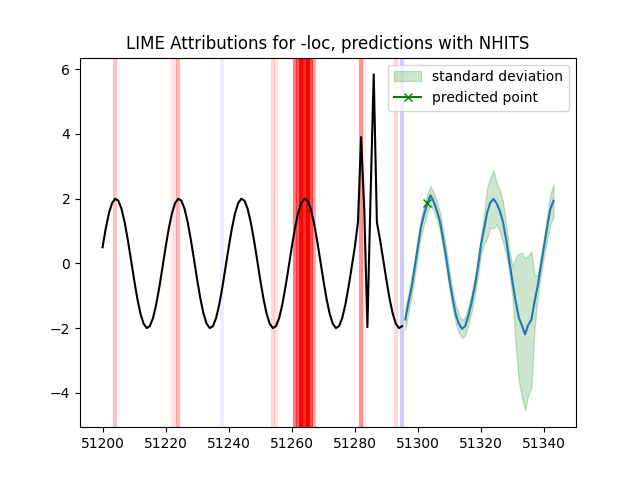 LIME Attributions for -loc, predictions with NHITS
standard deviation
predicted point
6
4
2
0
−2
−4
51200 51220 51240 51260 51280 51300 51320 51340